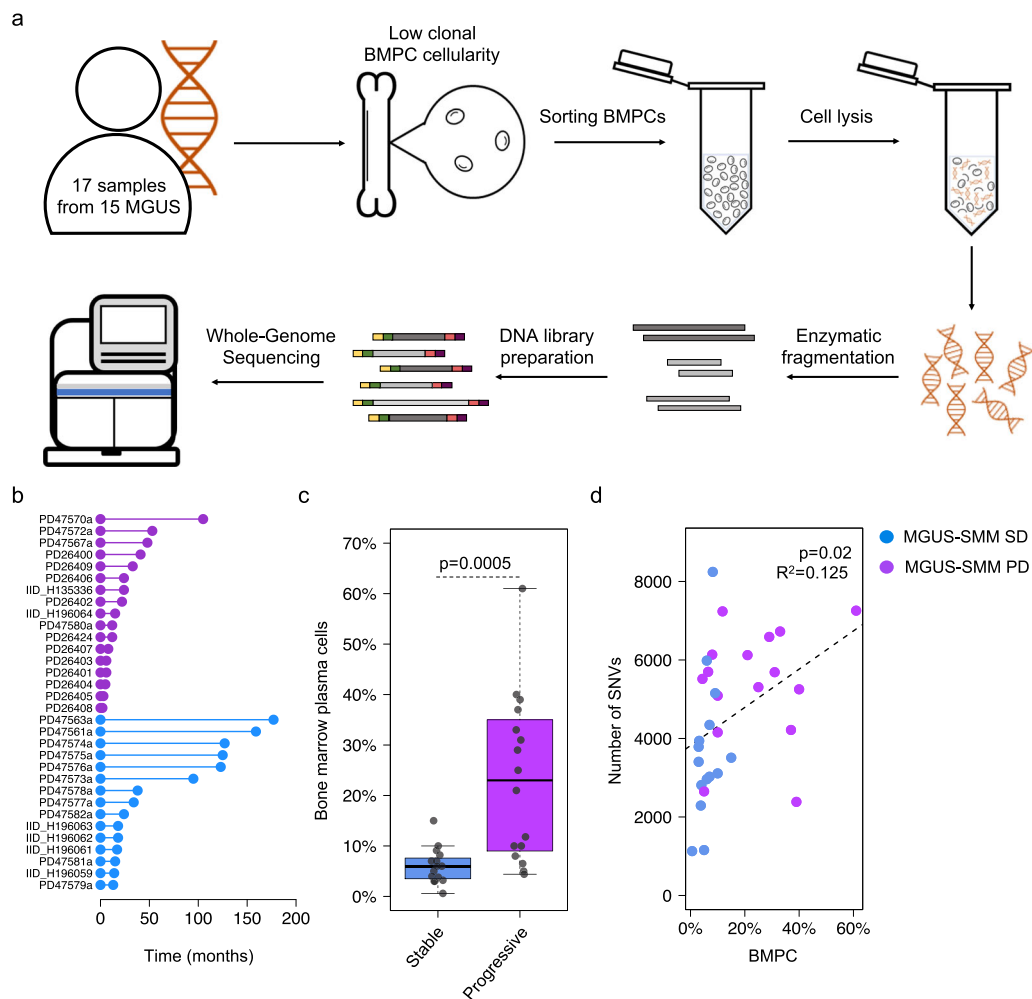 a
Low clonal
BMPC cellularity
Sorting BMPCs
Cell lysis
17 samples
from 15 MGUS
Whole-Genome
Sequencing
DNA library
preparation
Enzymatic
fragmentation
b
PD47570a
PD47572a
PD47567a
PD26400
PD26409
PD26406
IID_H135336
PD26402
IID_H196064
PD47580a
PD26424
PD26407
PD26403
PD26401
PD26404
PD26405
PD26408
PD47563a
PD47561a
PD47574a
PD47575a
PD47576a
PD47573a
PD47578a
PD47577a
PD47582a
IID_H196063
IID_H196062
IID_H196061
PD47581a
IID_H196059
PD47579a
0 50 100 150 200
Time (months)
c
Bone marrow plasma cells
70%
60%
50%
40%
30%
20%
10%
0%
p=0.0005
Stable
Progressive
d
Number of SNVs
8000
6000
4000
2000
0
p=0.02
R²=0.125
0% 20% 40% 60%
BMPC
MGUS-SMM SD
MGUS-SMM PD